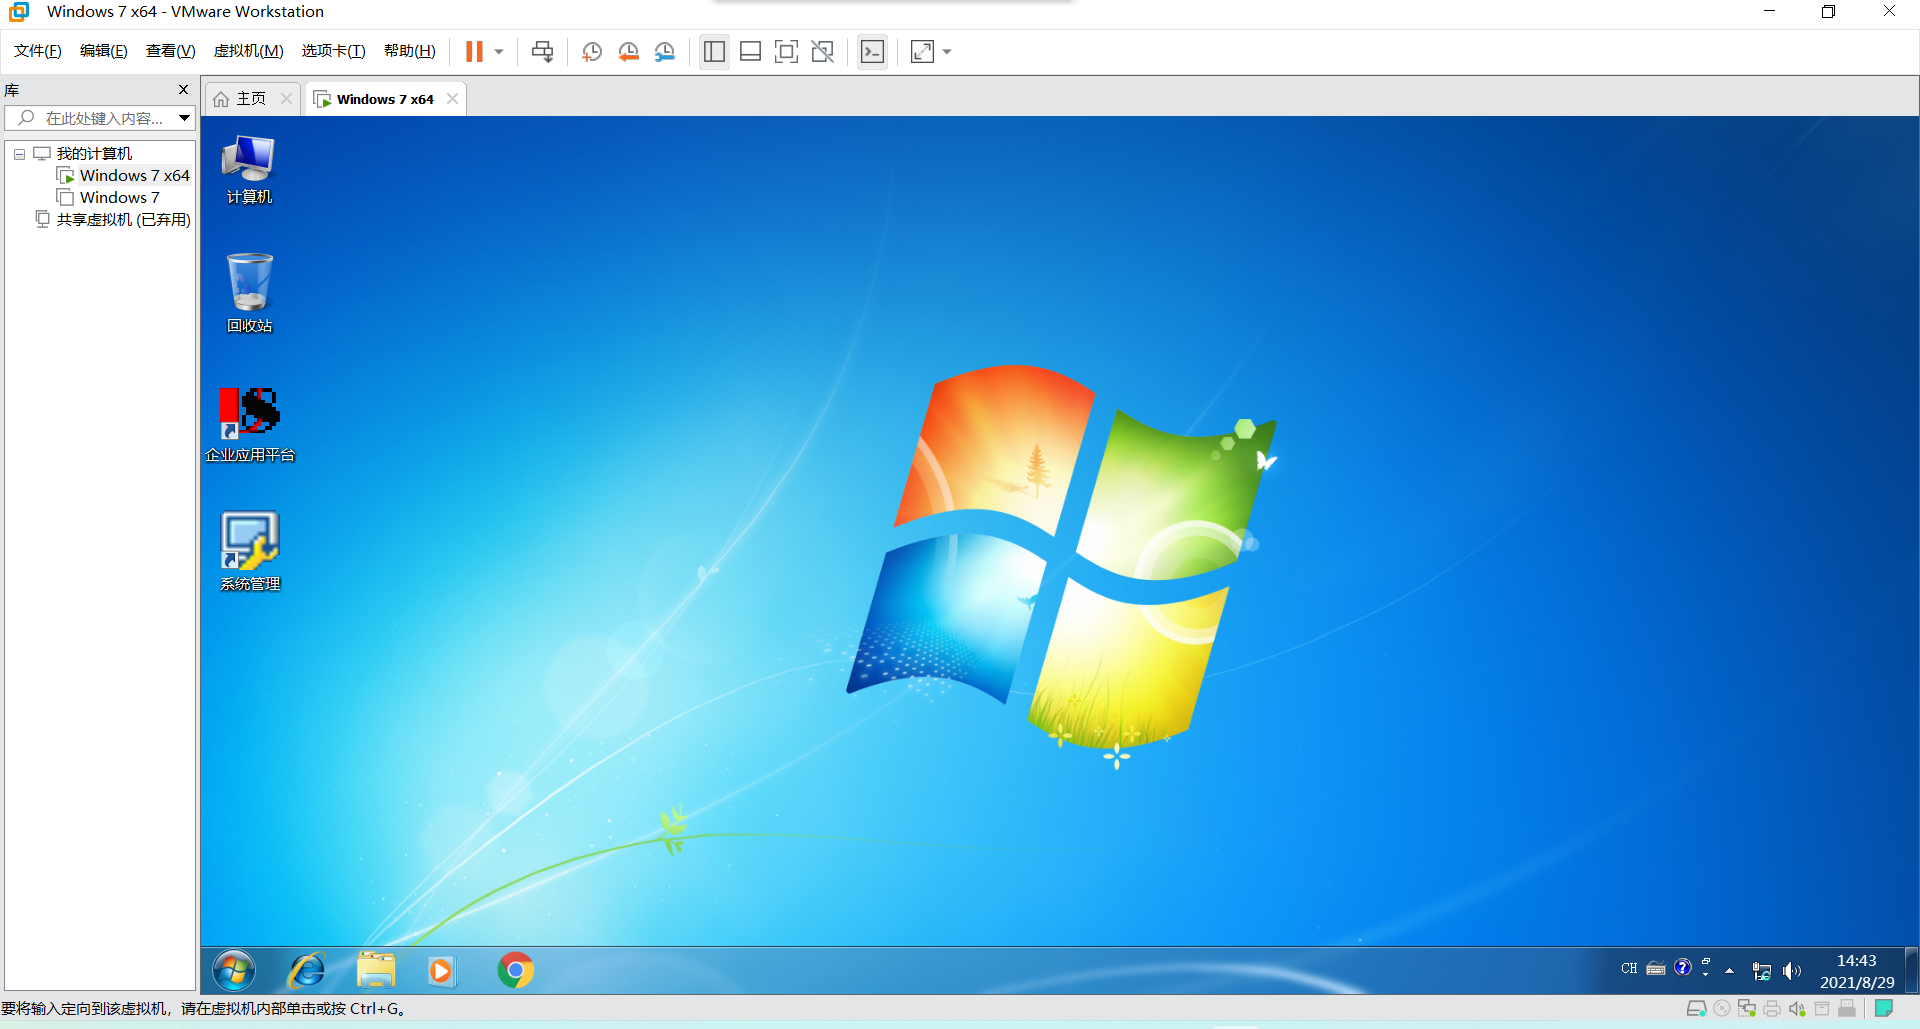 Windows 7 x64 - VMware Workstation
文件(F) 编辑(E) 查看(V) 虚拟机(M) 选项卡(T) 帮助(H)
库
主页
Windows 7 x64
在此处键入内容...
我的计算机
Windows 7 x64
Windows 7
共享虚拟机 (已弃用)
计算机
回收站
企业应用平台
系统管理
CH
14:43
2021/8/29
要将输入定向到该虚拟机，请在虚拟机内部单击或按 Ctrl+G。